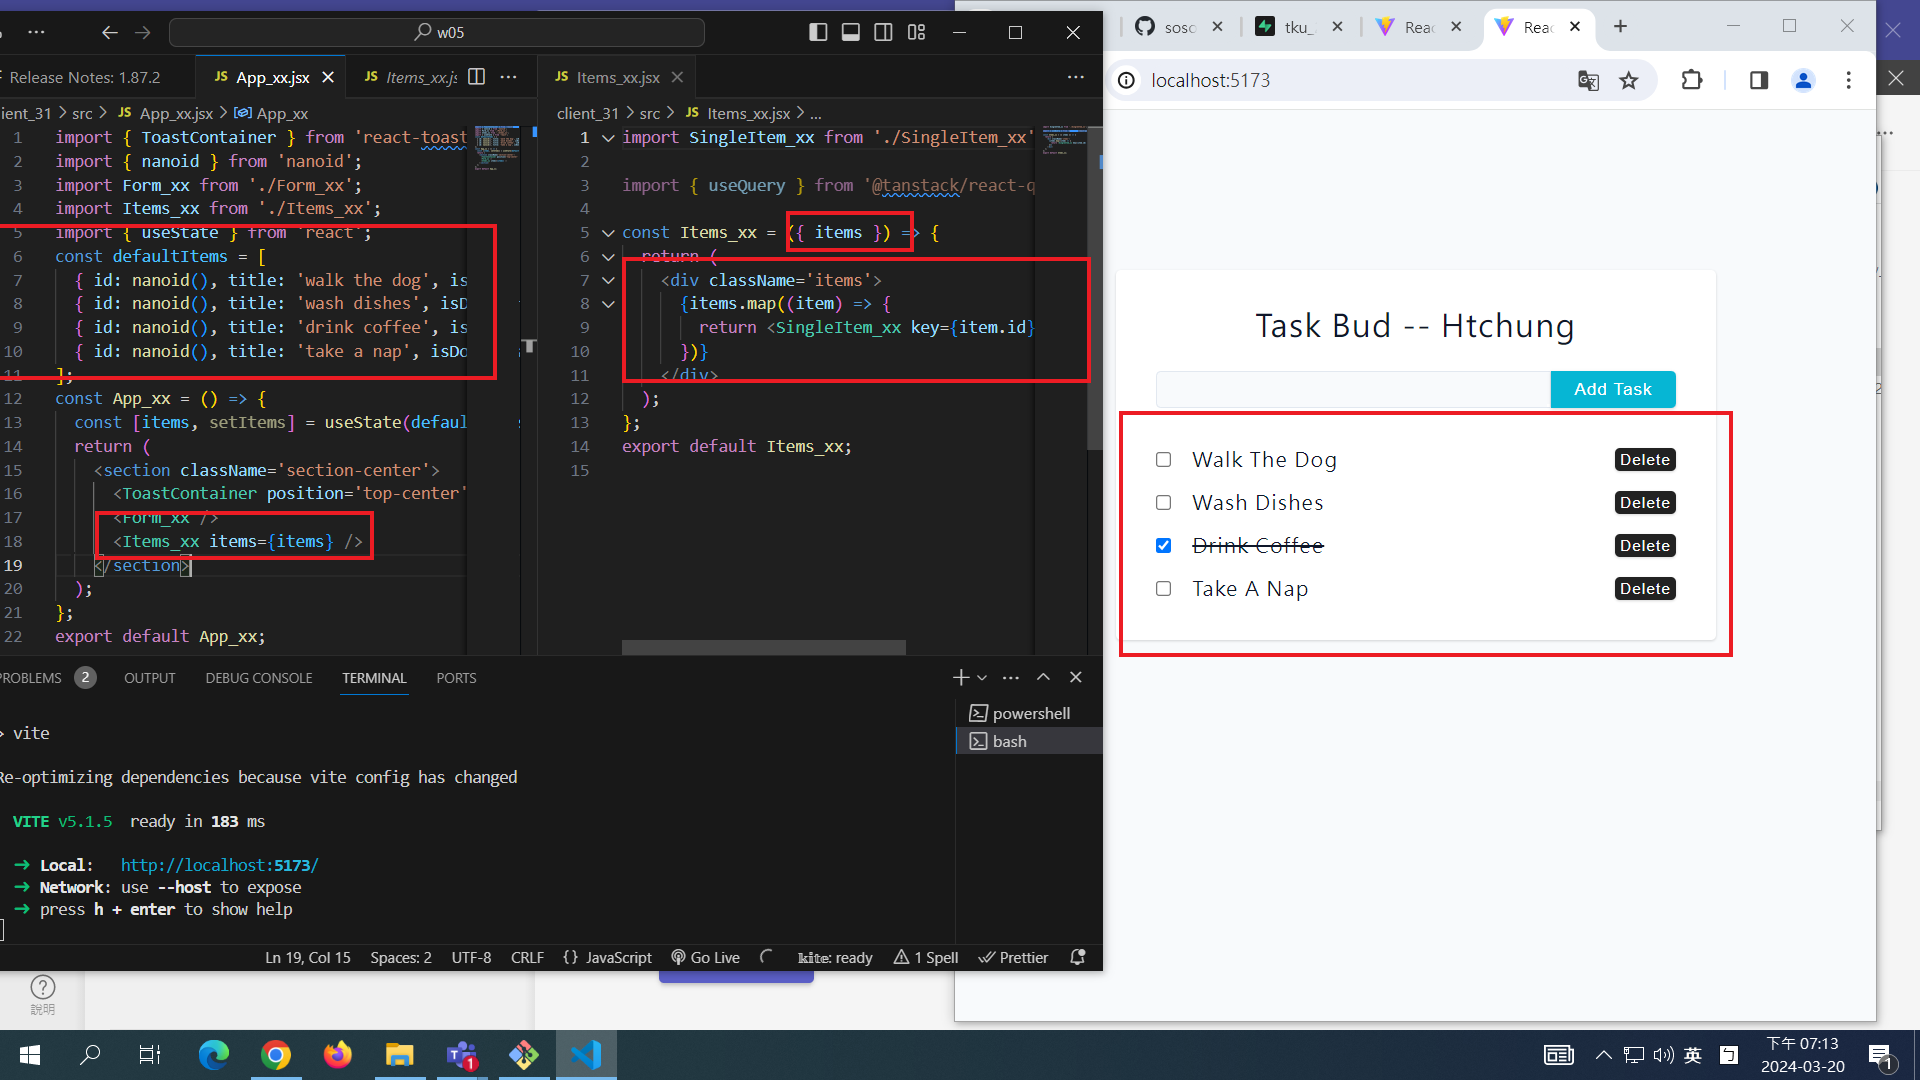 w05
Release Notes: 1.87.2
JS App_xx.jsx
JS Items_xx.js
JS Items_xx.jsx
ient_31 > src > JS App_xx.jsx > App_xx
client_31 > src > JS Items_xx.jsx > ...
1 import { ToastContainer } from 'react-toast
2 import { nanoid } from 'nanoid';
3 import Form_xx from './Form_xx';
4 import Items_xx from './Items_xx';
5 import { useState } from 'react';
6 const defaultItems = [
7 { id: nanoid(), title: 'walk the dog', is
8 { id: nanoid(), title: 'wash dishes', isD
9 { id: nanoid(), title: 'drink coffee', is
10 { id: nanoid(), title: 'take a nap', isDo
11 ];
12 const App_xx = () => {
13 const [items, setItems] = useState(defaul
14 return (
15 <section className='section-center'>
16 <ToastContainer position='top-center'
17 <Form_xx />
18 <Items_xx items={items} />
19 </section>
20 );
21 };
22 export default App_xx;
1 import SingleItem_xx from './SingleItem_xx'
2
3 import { useQuery } from '@tanstack/react-q
4
5 const Items_xx = ({ items }) => {
6 return (
7 <div className='items'>
8 {items.map((item) => {
9 return <SingleItem_xx key={item.id}
10 })}
11 </div>
12 );
13 };
14 export default Items_xx;
15
PROBLEMS 2 OUTPUT DEBUG CONSOLE TERMINAL PORTS
powershell
bash
> vite
Re-optimizing dependencies because vite config has changed
VITE v5.1.5 ready in 183 ms
➜ Local: http://localhost:5173/
➜ Network: use --host to expose
➜ press h + enter to show help
Ln 19, Col 15 Spaces: 2 UTF-8 CRLF {} JavaScript Go Live kite: ready 1 Spell Prettier
soso
tku_
Reac
Reac
localhost:5173
Task Bud -- Htchung
Add Task
Walk The Dog Delete
Wash Dishes Delete
Drink Coffee Delete
Take A Nap Delete
說明
1
英
下午 07:13
2024-03-20
1